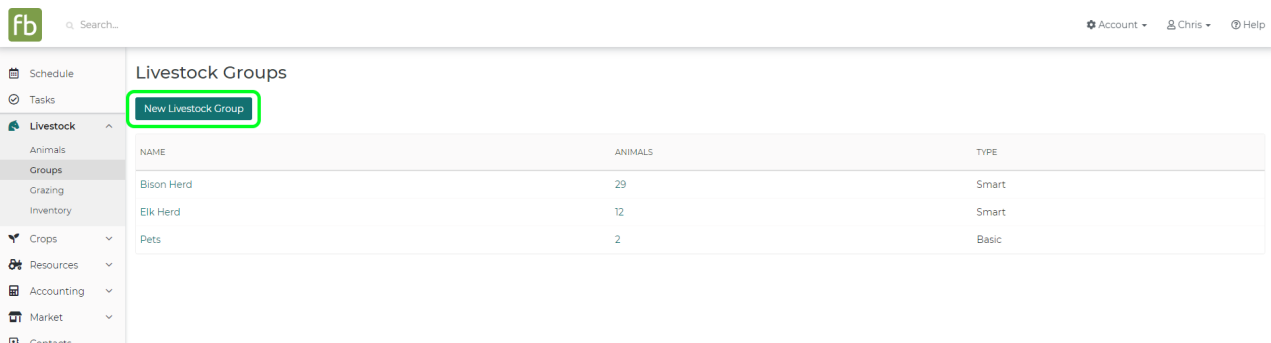 fb
Search...
Account
Chris
Help
Schedule
Tasks
Livestock
Animals
Groups
Grazing
Inventory
Crops
Resources
Accounting
Market
Contacts
Livestock Groups
New Livestock Group
NAME ANIMALS TYPE
Bison Herd 29 Smart
Elk Herd 12 Smart
Pets 2 Basic